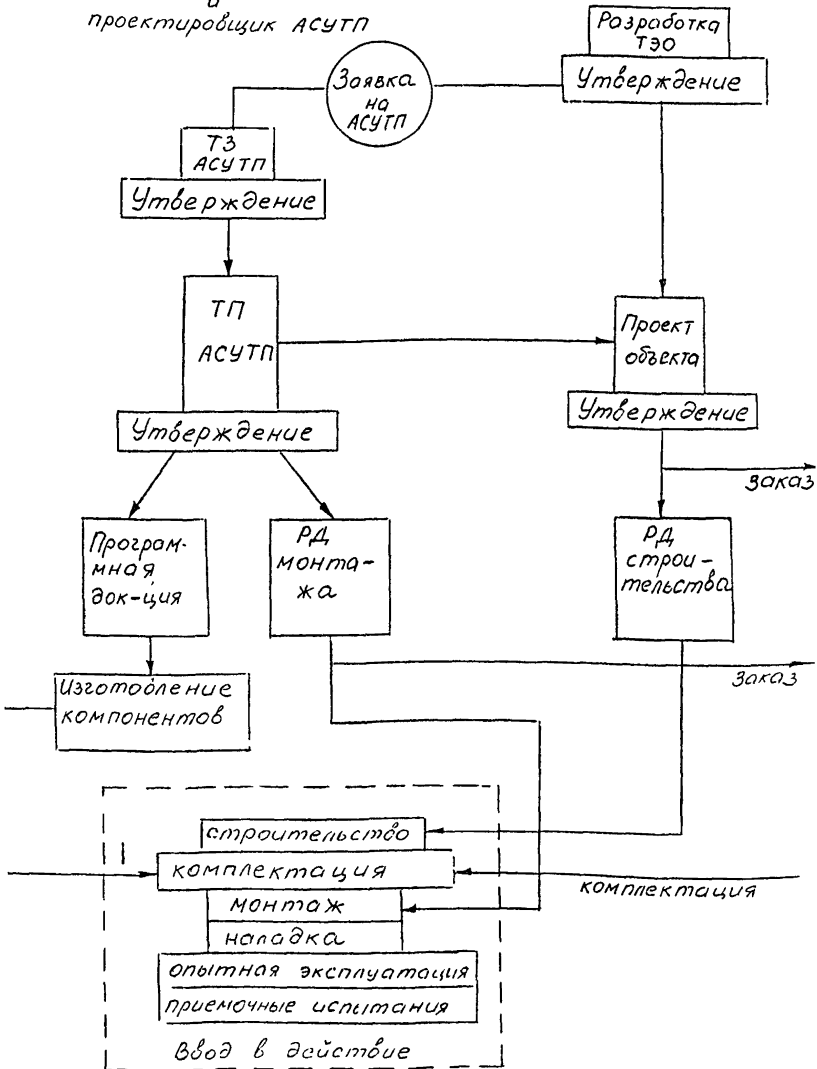 и
проектировщик АСУТП
Разработка
ТЭО
Утверждение
Заявка
на
АСУТП
ТЗ
АСУТП
Утверждение
ТП
АСУТП
Проект
объекта
Утверждение
Утверждение
заказ
Програм-
мная
док-ция
РД
монта-
жа
РД
строи-
тельства
заказ
Изготовление
компонентов
строительство
комплектация
комплектация
монтаж
наладка
опытная эксплуатация
приемочные испытания
Ввод в действие